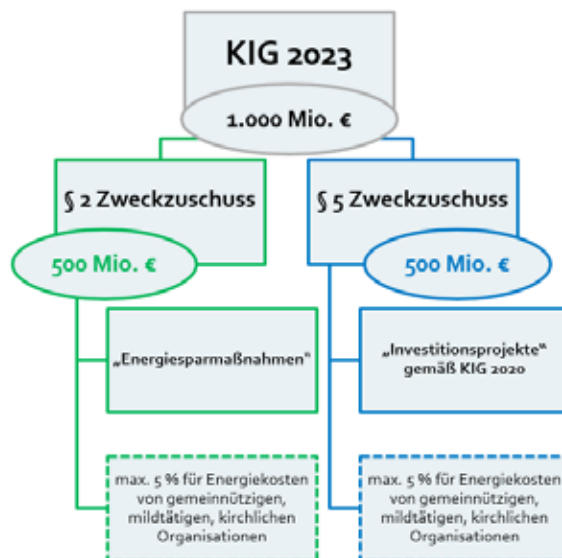 KIG 2023
1.000 Mio. €
§ 2 Zweckzuschuss
500 Mio. €
§ 5 Zweckzuschuss
500 Mio. €
„Energiesparmaßnahmen“
„Investitionsprojekte“
gemäß KIG 2020
max. 5 % für Energiekosten
von gemeinnützigen,
mildtätigen, kirchlichen
Organisationen
max. 5 % für Energiekosten
von gemeinnützigen,
mildtätigen, kirchlichen
Organisationen